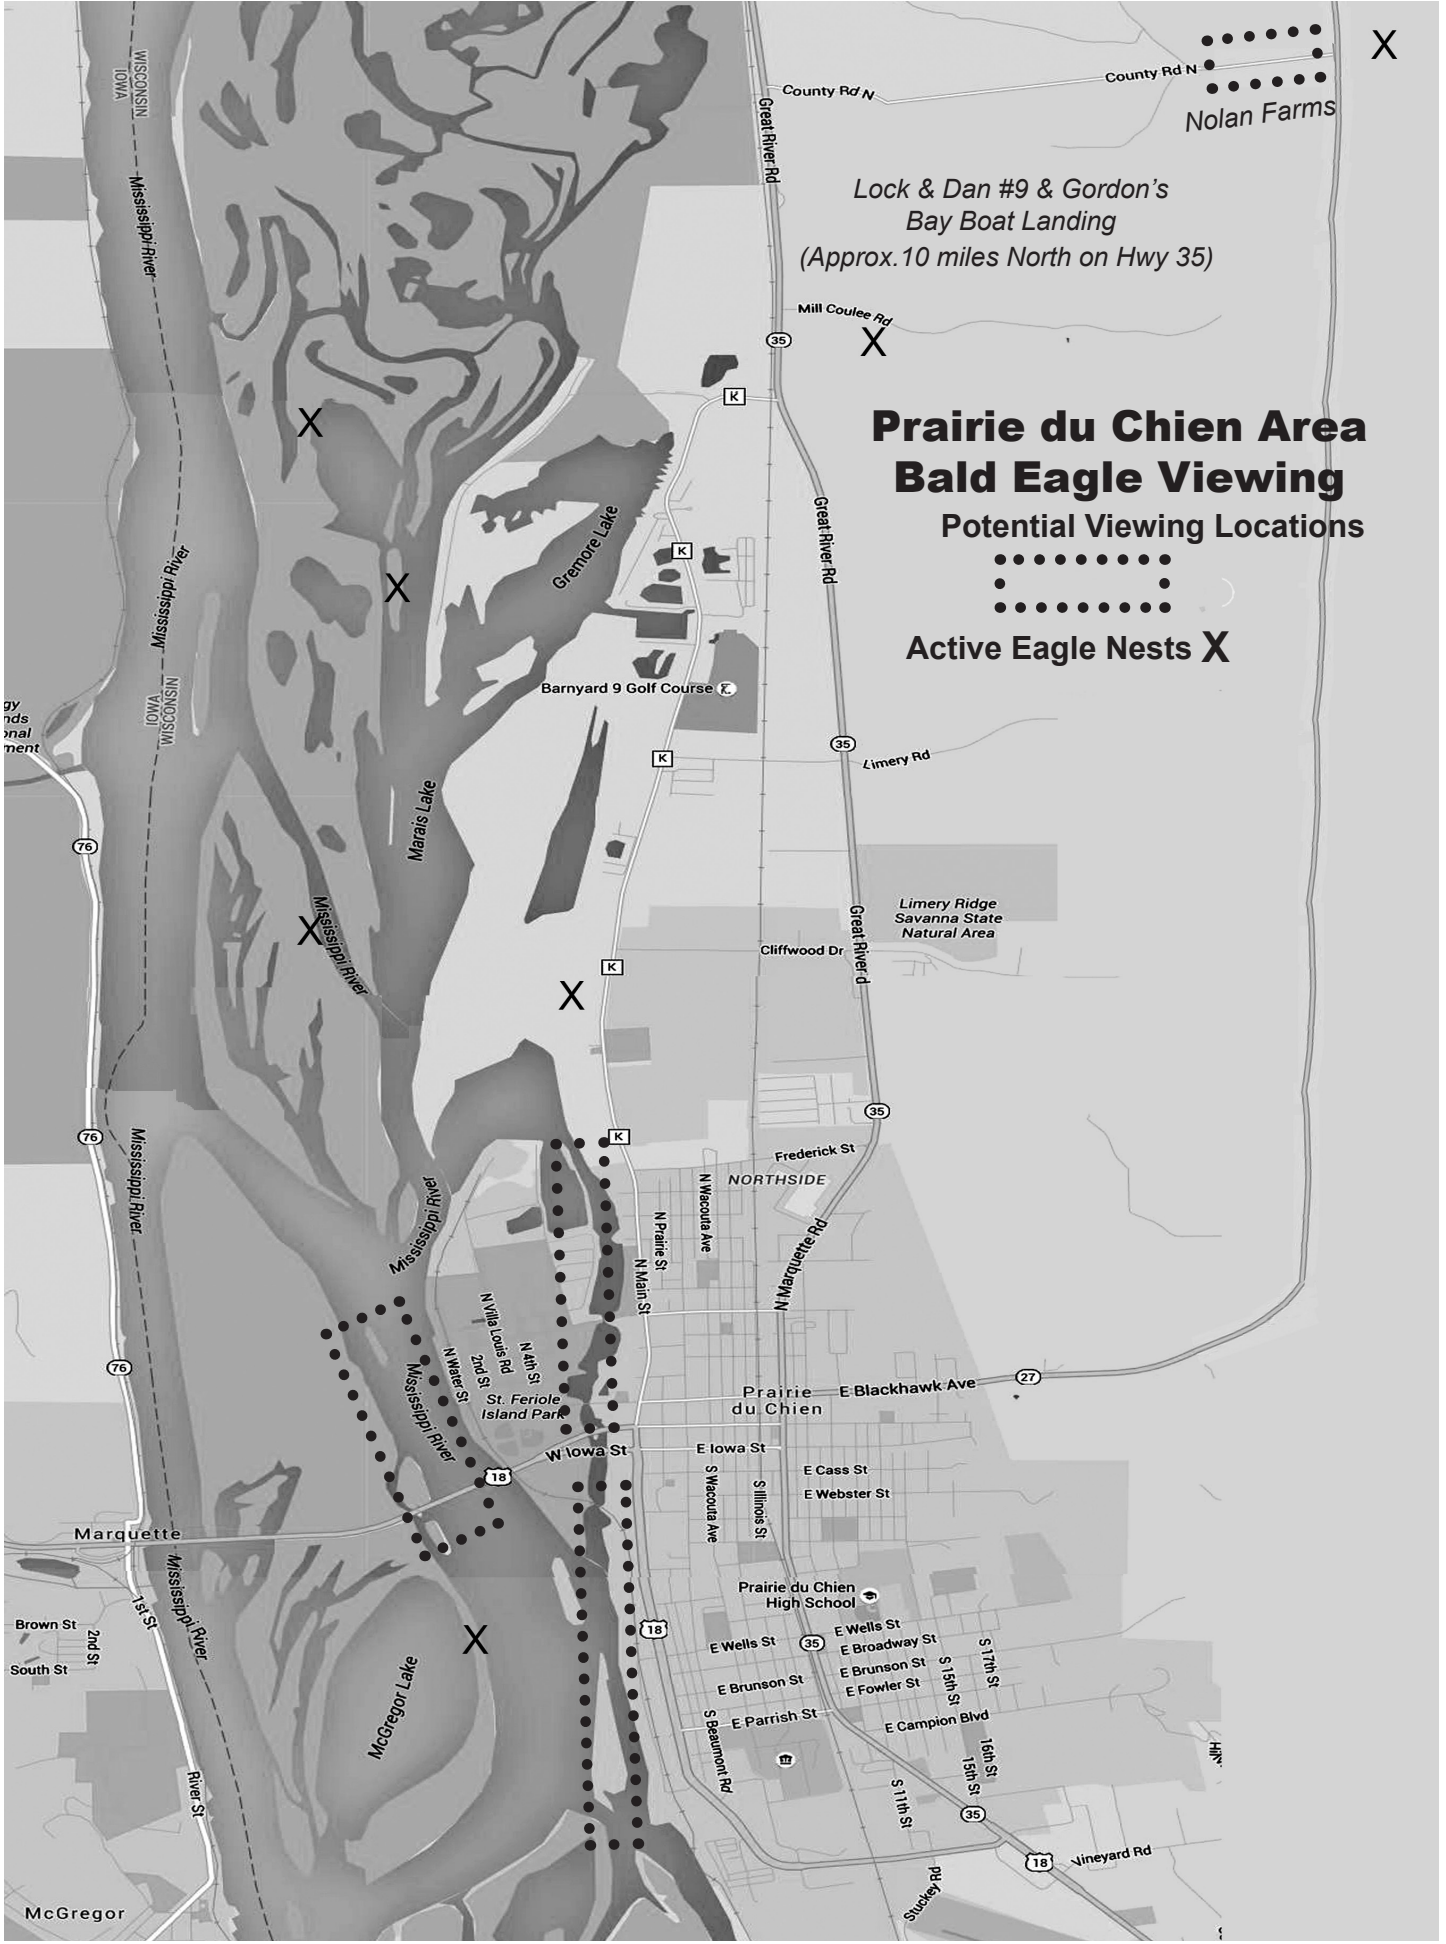 WISCONSIN
IOWA
Mississippi River
Great River Rd
County Rd N
County Rd N
X
Nolan Farms
Lock & Dan #9 & Gordon's
Bay Boat Landing
(Approx.10 miles North on Hwy 35)
Mill Coulee Rd
X
35
K
X
Prairie du Chien Area
Bald Eagle Viewing
Potential Viewing Locations
Active Eagle Nests X
Mississippi River
X
Gremore Lake
K
Great River Rd
IOWA
WISCONSIN
Barnyard 9 Golf Course
gy
nds
onal
ment
K
35
Limery Rd
76
Marais Lake
X
Mississippi River
Limery Ridge
Savanna State
Natural Area
Great River d
Cliffwood Dr
K
X
35
76
K
Mississippi River
Frederick St
NORTHSIDE
N Wacouta Ave
N Prairie St
N Main St
N Marquette Rd
Mississippi River
N Villa Louis Rd
N 4th St
2nd St
N Water St
76
Mississippi River
St. Feriole
Island Park
Prairie
du Chien
E Blackhawk Ave
27
W Iowa St
E Iowa St
18
E Cass St
E Webster St
S Wacouta Ave
S Illinois St
Marquette
Mississippi River
1st St
Prairie du Chien
High School
Brown St
2nd St
South St
X
18
E Wells St
35
E Wells St
E Broadway St
E Brunson St
E Brunson St
E Fowler St
S 15th St
S 17th St
McGregor Lake
E Parrish St
E Campion Blvd
S Beaumont Rd
16th St
15th St
River St
S 11th St
35
18
Vineyard Rd
Stuckey Rd
McGregor